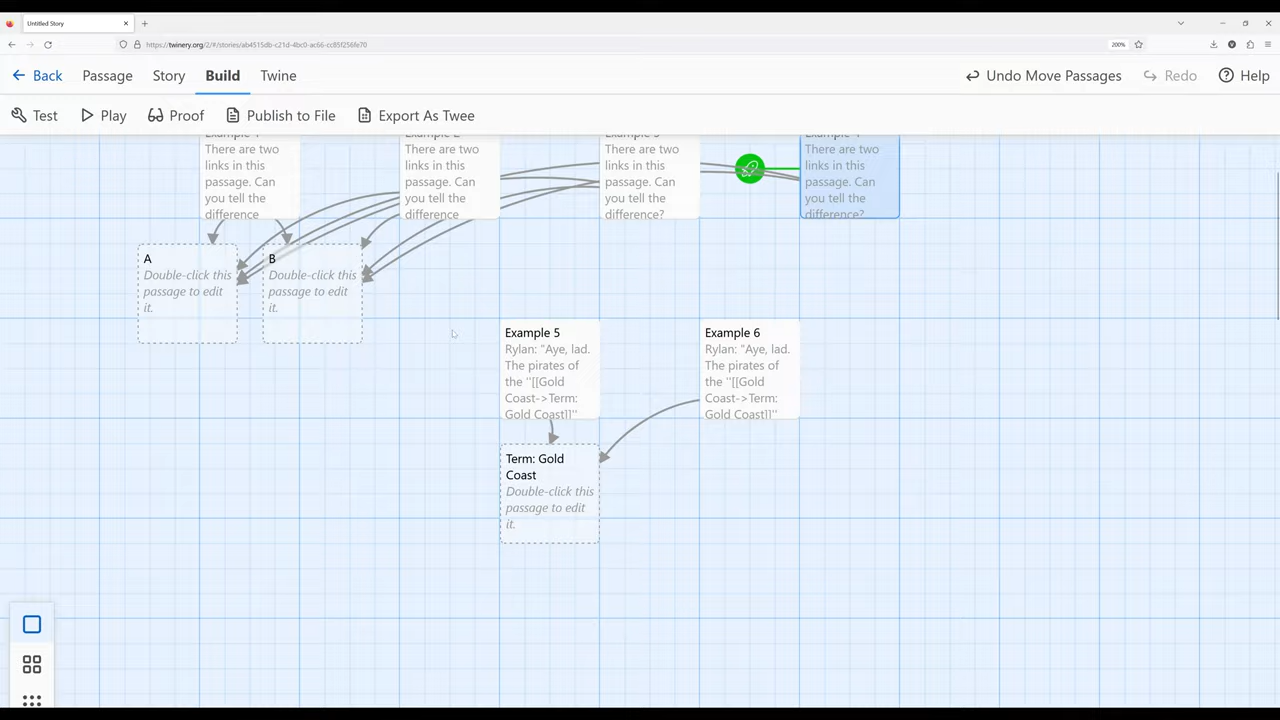 Untitled Story
https://twinery.org/2/#/stories/ab4515db-c21d-4bc0-ac66-cc85f256fe70
200%
Back
Passage
Story
Build
Twine
Undo Move Passages
Redo
Help
Test
Play
Proof
Publish to File
Export As Twee
There are two
links in this
passage. Can
you tell the
difference
There are two
links in this
passage. Can
you tell the
difference
There are two
links in this
passage. Can
you tell the
difference?
There are two
links in this
passage. Can
you tell the
difference?
A
Double-click this
passage to edit
it.
B
Double-click this
passage to edit
it.
Example 5
Rylan: "Aye, lad.
The pirates of
the ''[[Gold
Coast->Term:
Gold Coast]]''
Example 6
Rylan: "Aye, lad.
The pirates of
the ''[[Gold
Coast->Term:
Gold Coast]]''
Term: Gold
Coast
Double-click this
passage to edit
it.